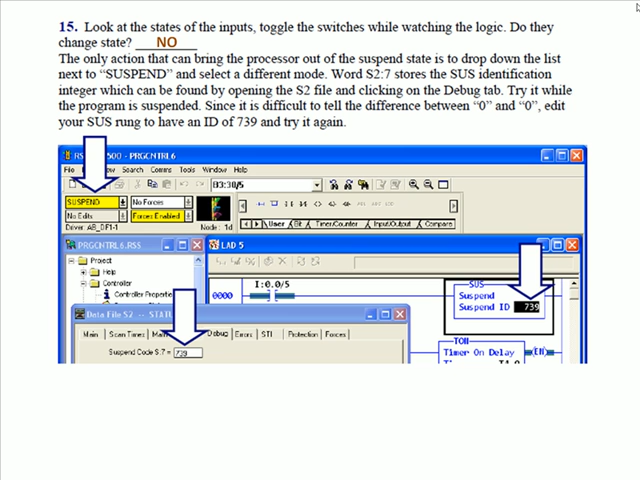 15. Look at the states of the inputs, toggle the switches while watching the logic. Do they
change state? NO
The only action that can bring the processor out of the suspend state is to drop down the list
next to “SUSPEND” and select a different mode. Word S2:7 stores the SUS identification
integer which can be found by opening the S2 file and clicking on the Debug tab. Try it while
the program is suspended. Since it is difficult to tell the difference between “0” and “0”, edit
your SUS rung to have an ID of 739 and try it again.
500 - PRGCNTRL6
File Search Comms Tools Window Help
B3:30/5
SUSPEND No Forces
No Edits Forces Enabled
Driver: AB_DF1-1 Node: 1d
User Bit Timer/Counter Input/Output Compare
PRGCNTRL6.RSS LAD 5
Project
Help
Controller
Controller Properti
I:0.0/5
0000
SUS
Suspend
Suspend ID 739
Data File S2 -- STATU
Main Scan Times Debug Errors STI Protection Forces
Suspend Code S:7 = 739
TON
Timer On Delay (EN)